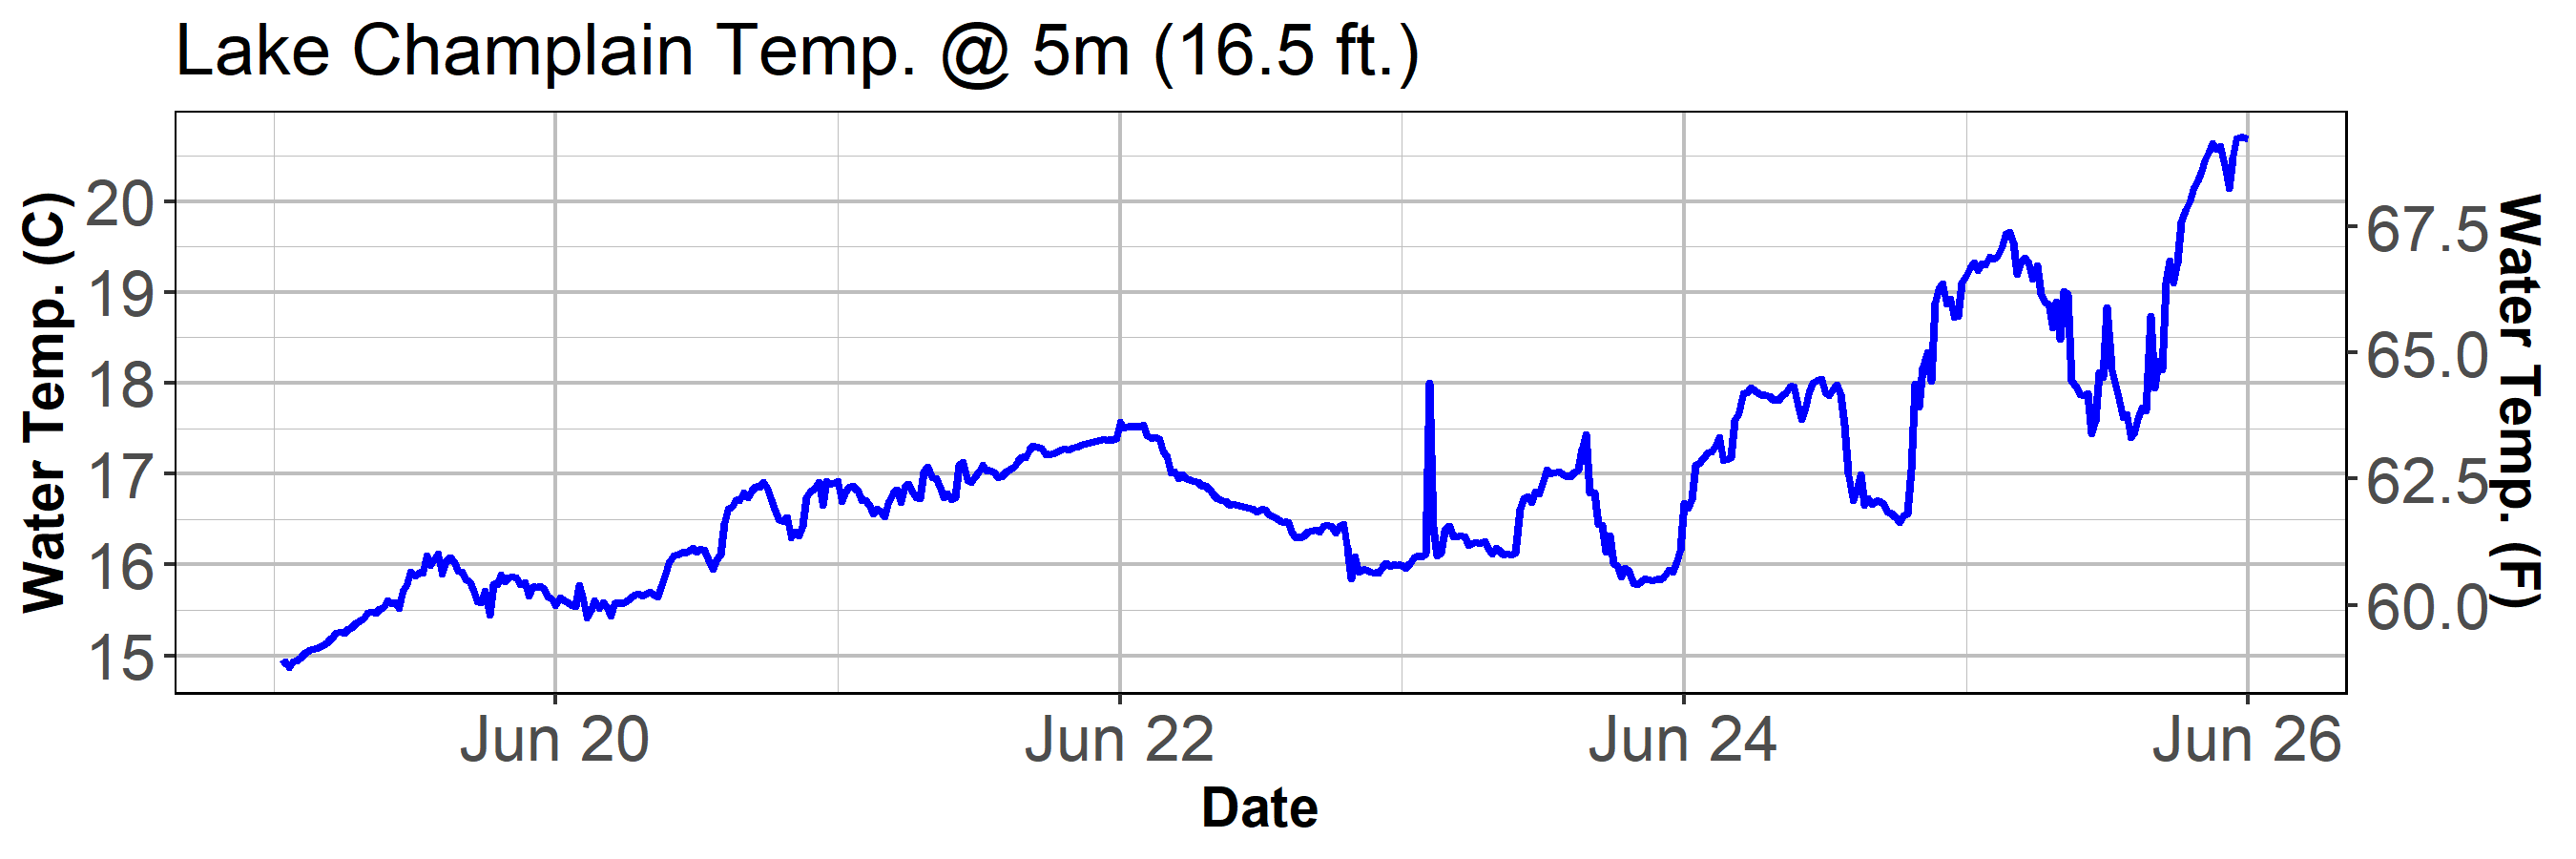 Lake Champlain Temp. @ 5m (16.5 ft.)
Water Temp. (C)
20
19
18
17
16
15
67.5
65.0
62.5
60.0
Water Temp. (F)
Jun 20 Jun 22 Jun 24 Jun 26
Date